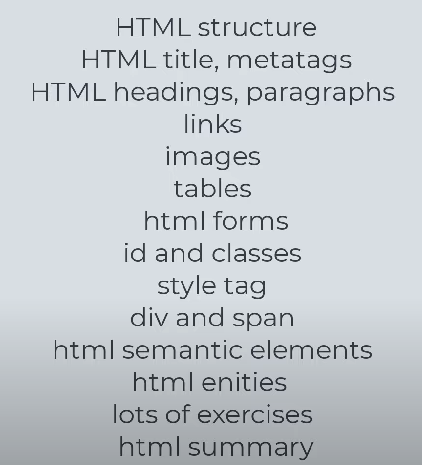 HTML structure
HTML title, metatags
HTML headings, paragraphs
links
images
tables
html forms
id and classes
style tag
div and span
html semantic elements
html enities
lots of exercises
html summary